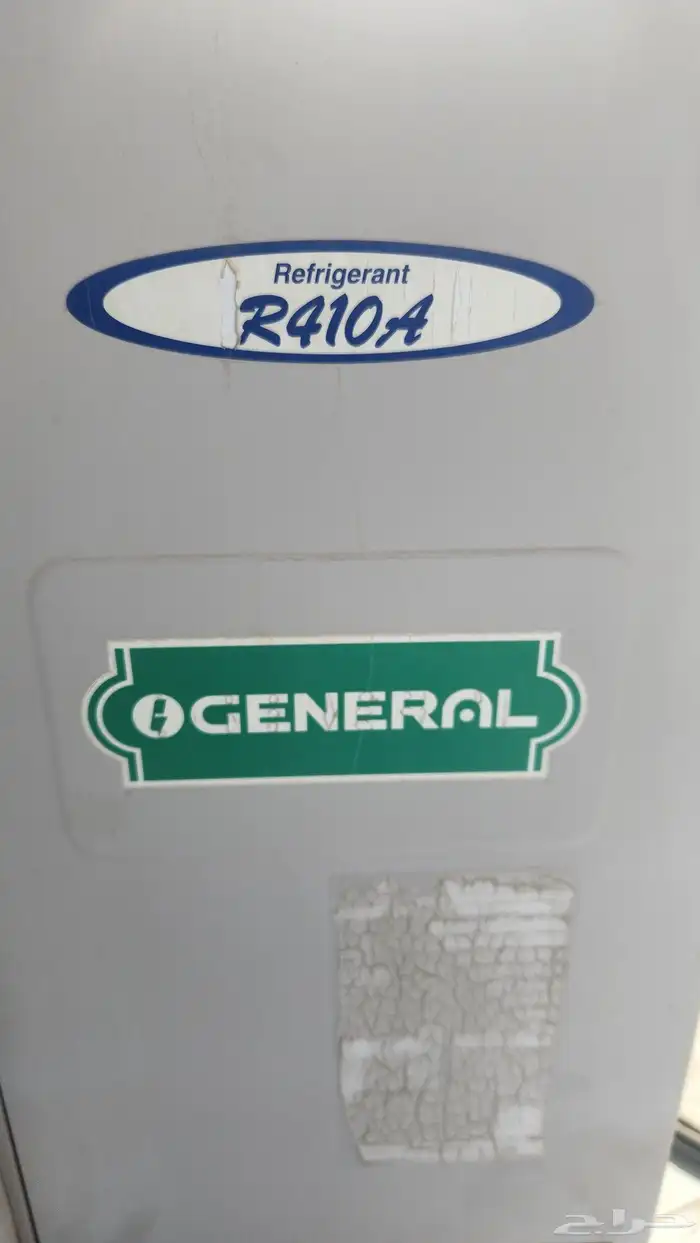 Refrigerant
R410A
GENERAL
حراج